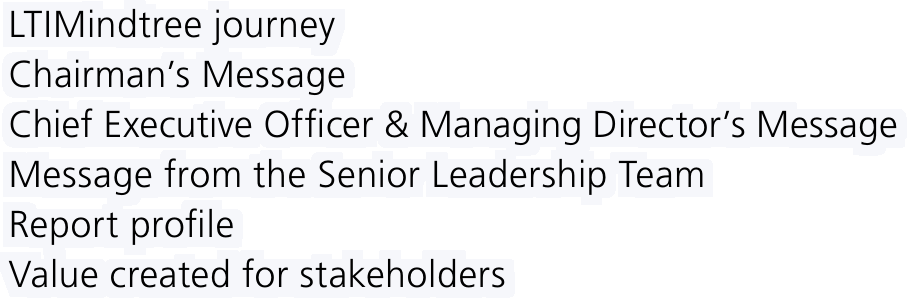 LTIMindtree journey
Chairman’s Message
Chief Executive Officer & Managing Director’s Message
Message from the Senior Leadership Team
Report profile
Value created for stakeholders